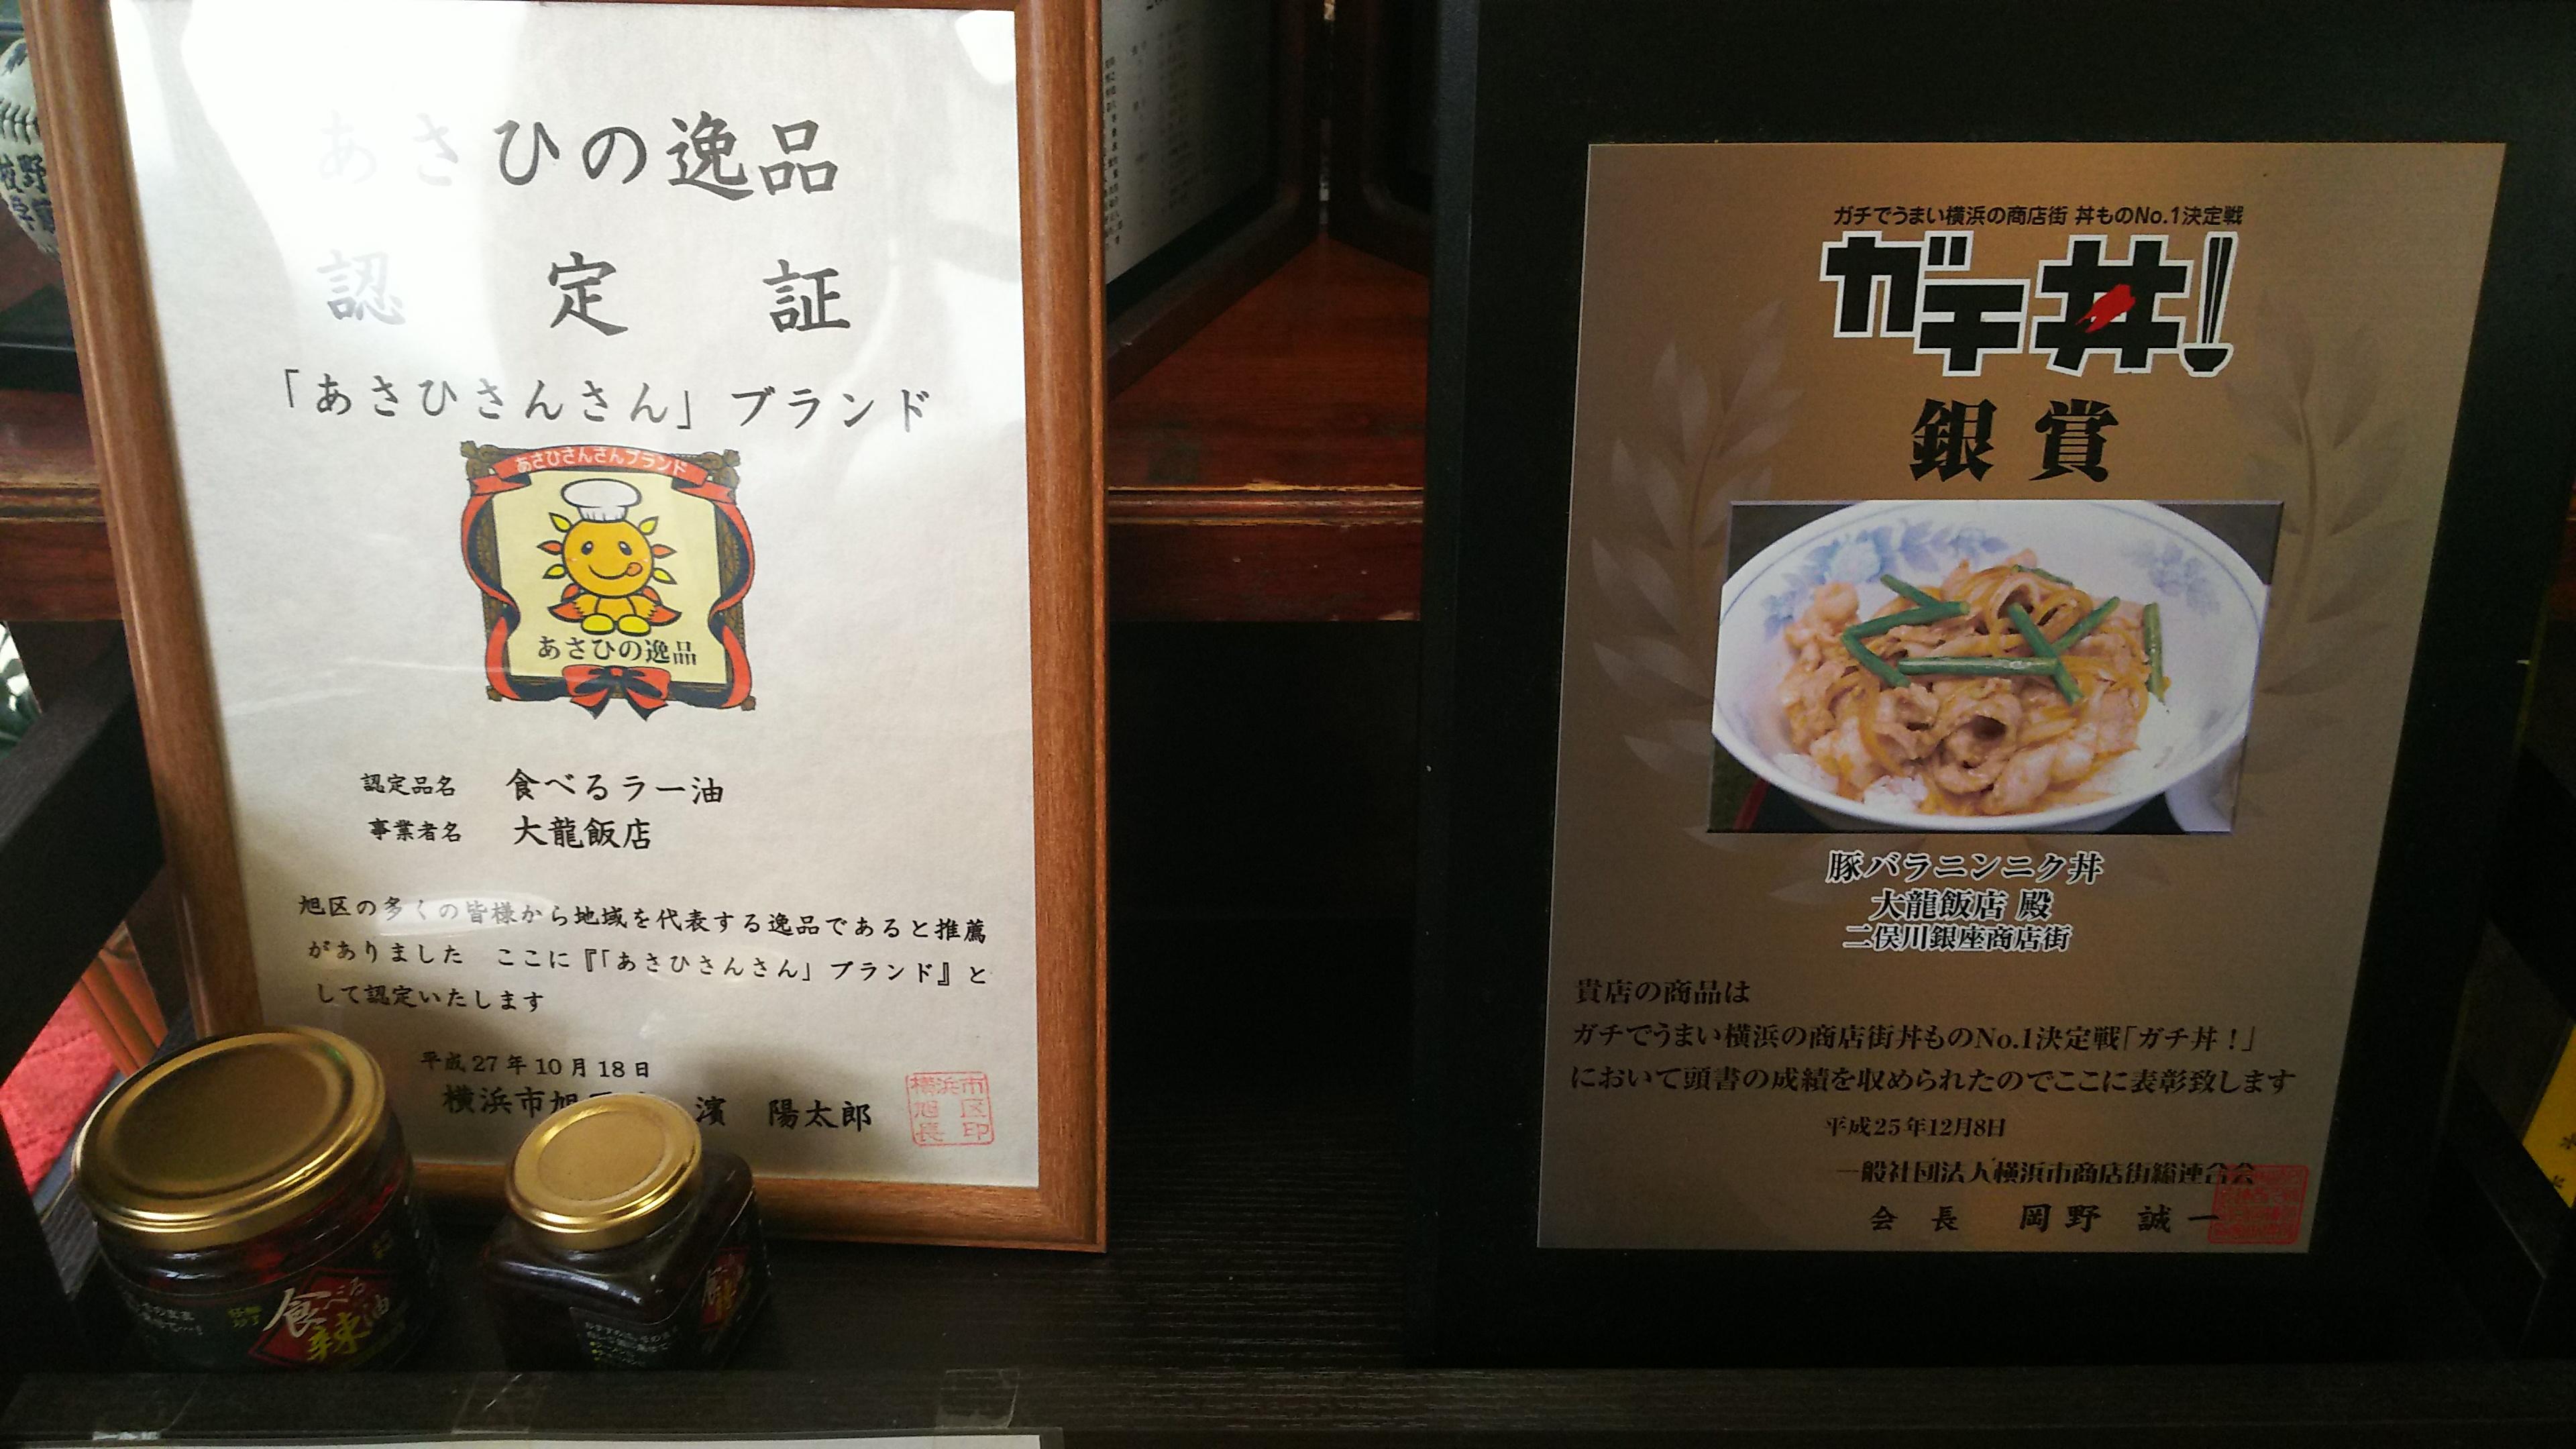 あさひの逸品
認定証
「あさひさんさん」ブランド
あさひさんさんブランド
あさひの逸品
認定品名 食べるラー油
事業者名 大龍飯店
旭区の多くの皆様から地域を代表する逸品であると推薦
がありました ここに『「あさひさんさん」ブランド』と
して認定いたします
平成27年10月18日
横浜市旭 濱 陽太郎
横浜市
旭区
長印
食べる
辣油
ガチでうまい横浜の商店街 丼ものNo.1決定戦
ガチ丼!
銀賞
豚バラニンニク丼
大龍飯店 殿
二俣川銀座商店街
貴店の商品は
ガチでうまい横浜の商店街丼ものNo.1決定戦「ガチ丼!」
において頭書の成績を収められたのでここに表彰致します
平成25年12月8日
一般社団法人横浜市商店街総連合会
会長 岡野 誠一